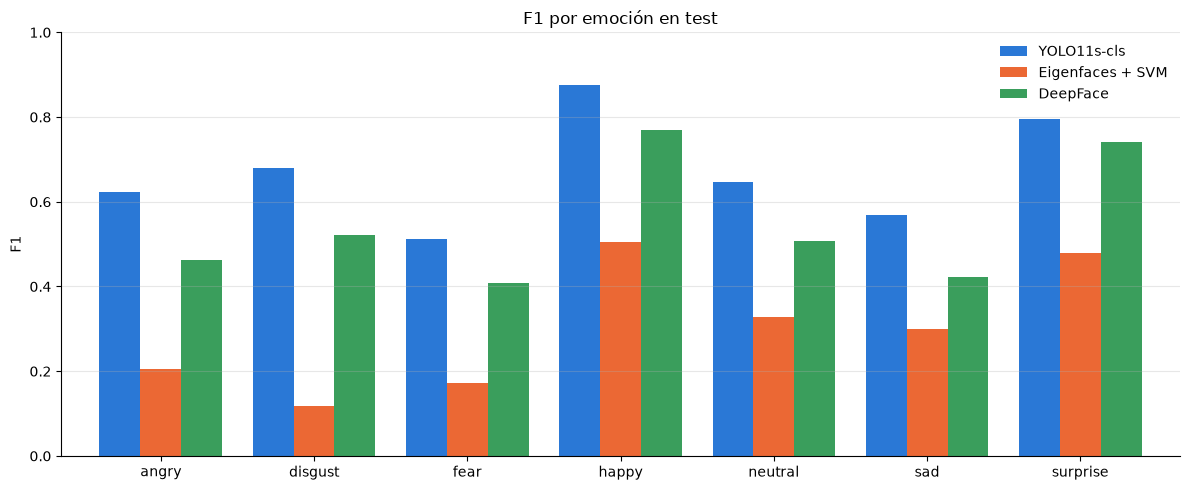 F1 por emoción en test
YOLO11s-cls
Eigenfaces + SVM
DeepFace
F1
1.0
0.8
0.6
0.4
0.2
0.0
angry disgust fear happy neutral sad surprise